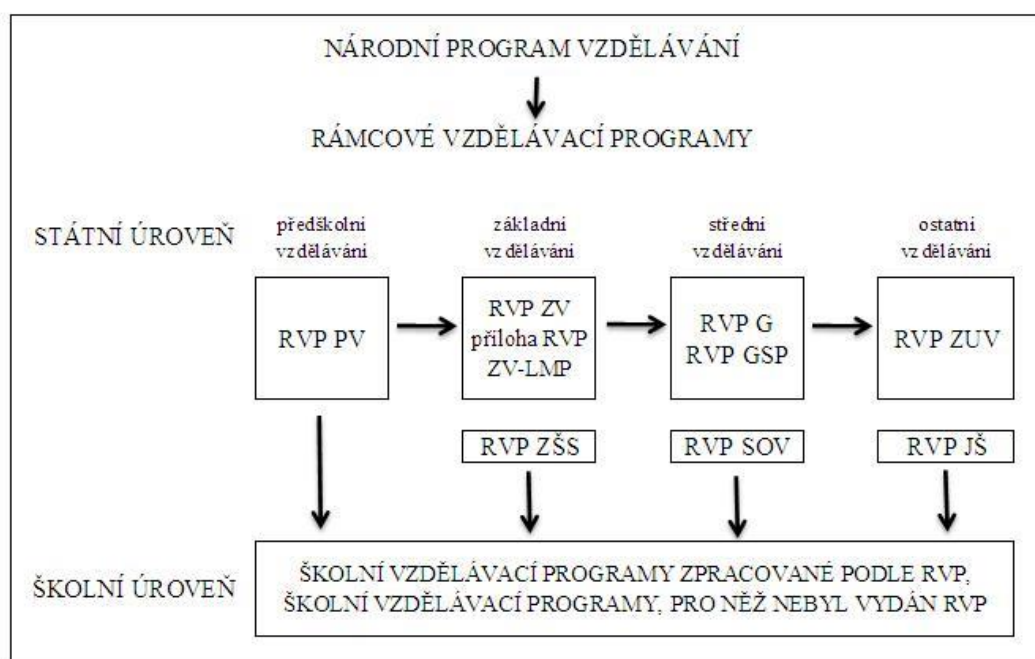 NÁRODNÍ PROGRAM VZDĚLÁVÁNÍ
RÁMCOVÉ VZDĚLÁVACÍ PROGRAMY
STÁTNÍ ÚROVEŇ
předškolní
vzdělávání
základní
vzdělávání
střední
vzdělávání
ostatní
vzdělávání
RVP PV
RVP ZV
příloha RVP
ZV-LMP
RVP G
RVP GSP
RVP ZUV
RVP ZŠS
RVP SOV
RVP JŠ
ŠKOLNÍ ÚROVEŇ
ŠKOLNÍ VZDĚLÁVACÍ PROGRAMY ZPRACOVANÉ PODLE RVP,
ŠKOLNÍ VZDĚLÁVACÍ PROGRAMY, PRO NĚŽ NEBYL VYDÁN RVP